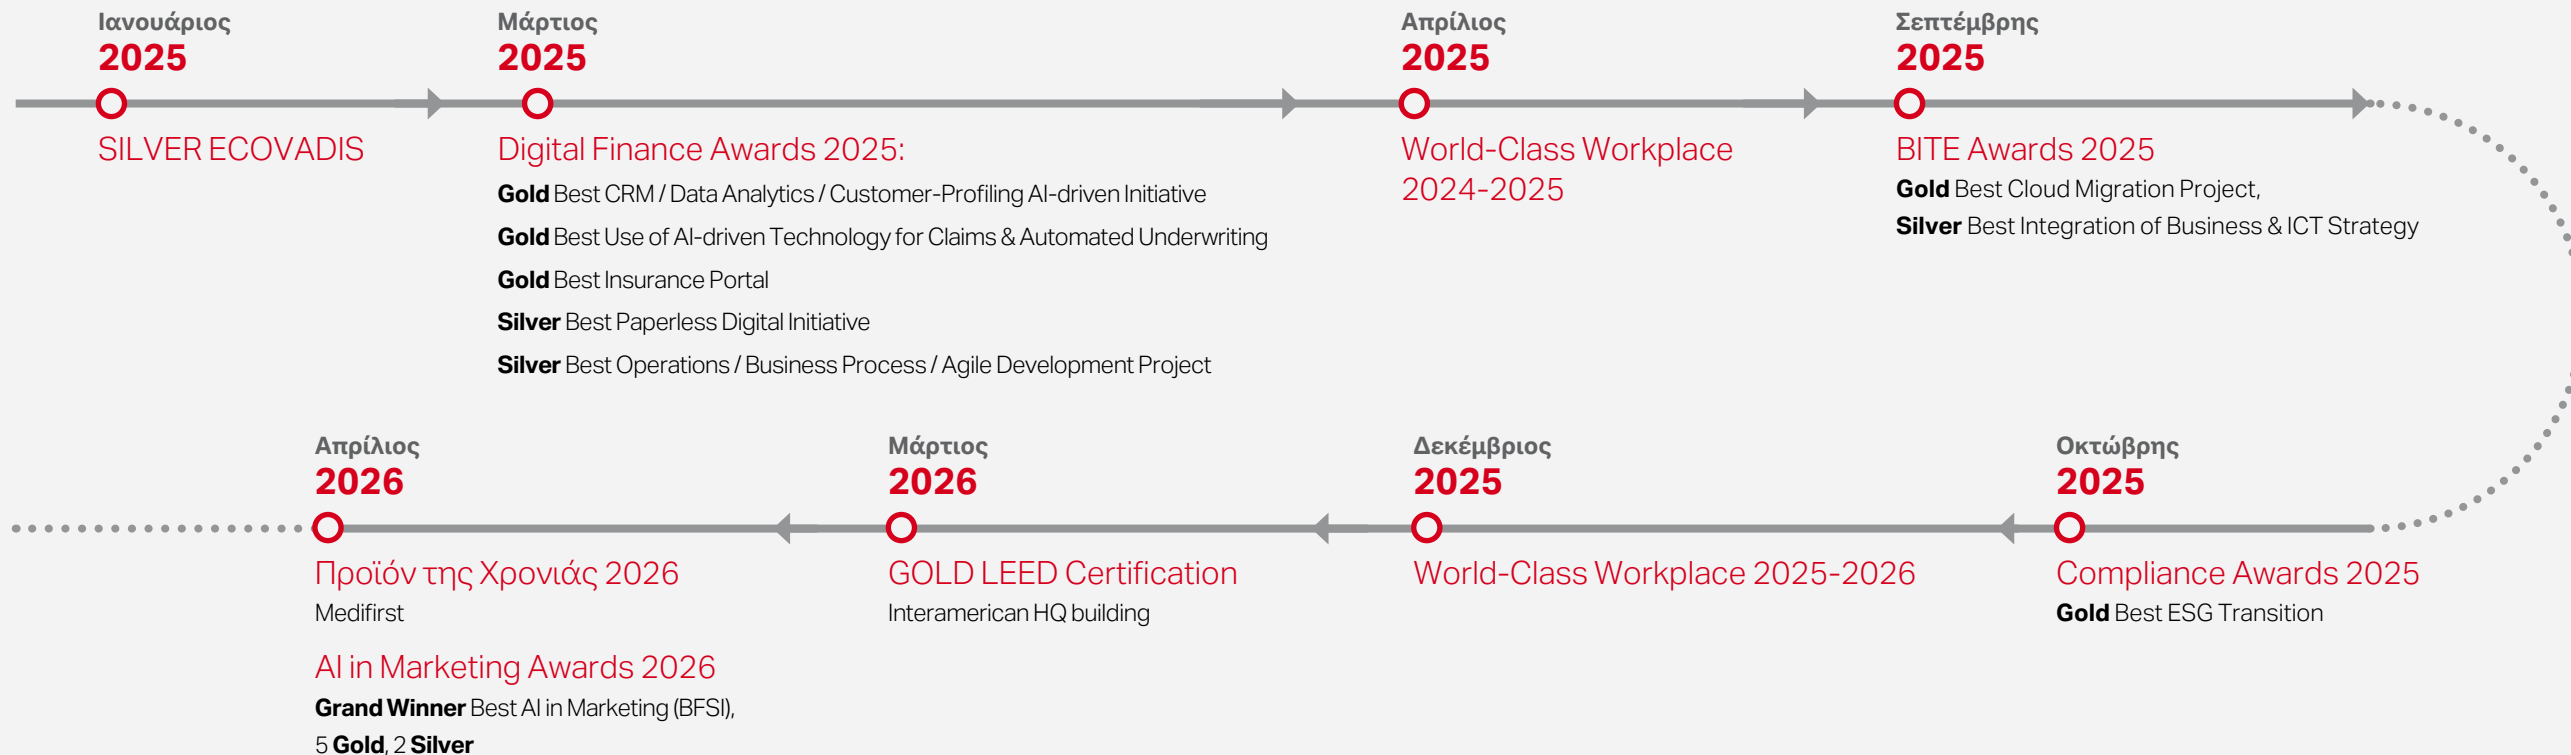 Ιανουάριος
2025
SILVER ECOVADIS
Μάρτιος
2025
Digital Finance Awards 2025:
Gold Best CRM / Data Analytics / Customer-Profiling AI-driven Initiative
Gold Best Use of AI-driven Technology for Claims & Automated Underwriting
Gold Best Insurance Portal
Silver Best Paperless Digital Initiative
Silver Best Operations / Business Process / Agile Development Project
Απρίλιος
2025
World-Class Workplace
2024-2025
Σεπτέμβρης
2025
BITE Awards 2025
Gold Best Cloud Migration Project,
Silver Best Integration of Business & ICT Strategy
Οκτώβρης
2025
Compliance Awards 2025
Gold Best ESG Transition
Δεκέμβριος
2025
World-Class Workplace 2025-2026
Μάρτιος
2026
GOLD LEED Certification
Interamerican HQ building
Απρίλιος
2026
Προϊόν της Χρονιάς 2026
Medifirst
AI in Marketing Awards 2026
Grand Winner Best AI in Marketing (BFSI),
5 Gold, 2 Silver